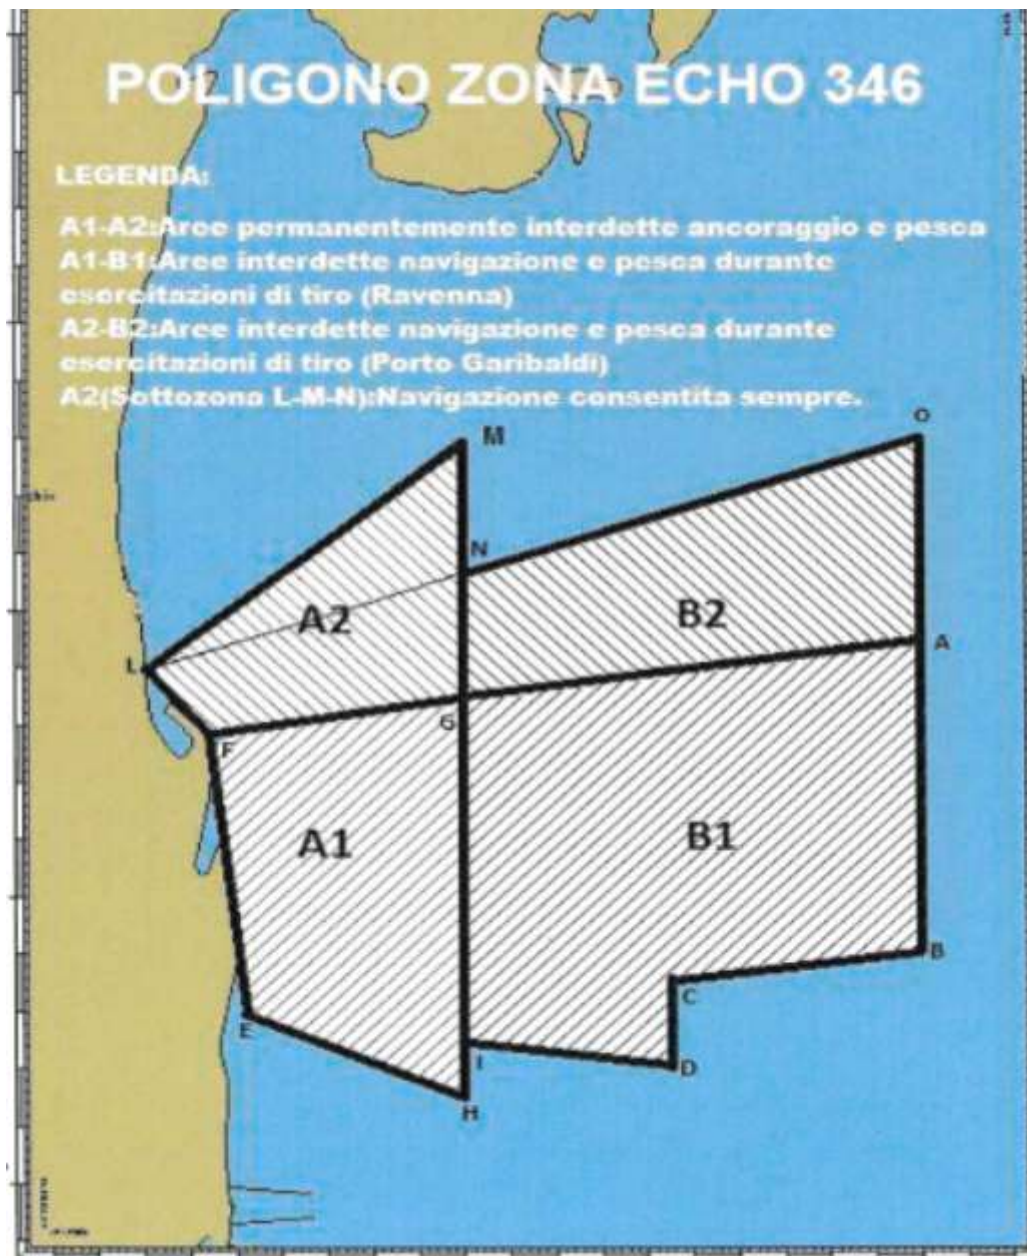 POLIGONO ZONA ECHO 346
LEGENDA:
A1-A2:Aree permanentemente interdette ancoraggio e pesca
A1-B1:Aree interdette navigazione e pesca durante
esercitazioni di tiro (Ravenna)
A2-B2:Aree interdette navigazione e pesca durante
esercitazioni di tiro (Porto Garibaldi)
A2(Sottozona L-M-N):Navigazione consentita sempre.
O
M
N
A2
B2
A
L
G
F
A1
B1
B
C
E
I
D
H